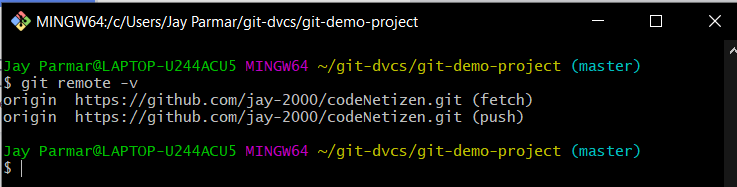 MINGW64:/c/Users/Jay Parmar/git-dvcs/git-demo-project
Jay Parmar@LAPTOP-U244ACU5 MINGW64 ~/git-dvcs/git-demo-project (master)
$ git remote -v
origin  https://github.com/jay-2000/codeNetizen.git (fetch)
origin  https://github.com/jay-2000/codeNetizen.git (push)
Jay Parmar@LAPTOP-U244ACU5 MINGW64 ~/git-dvcs/git-demo-project (master)
$